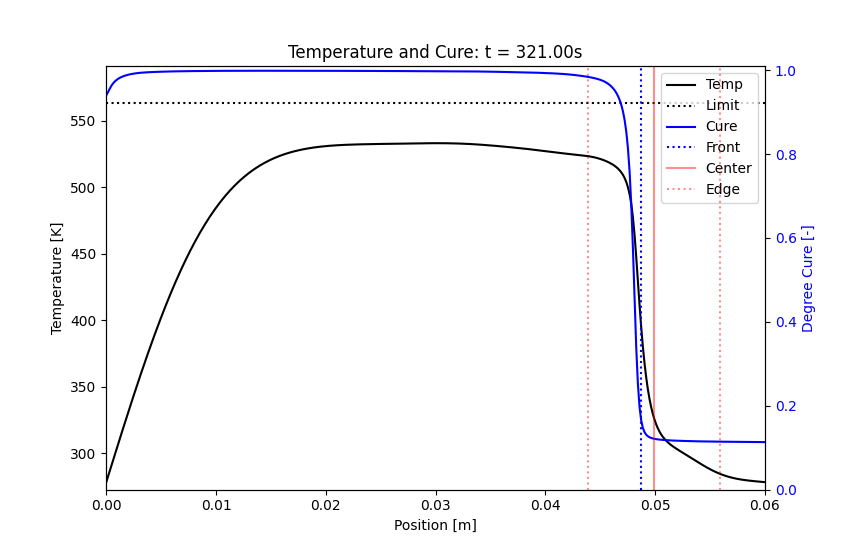 Temperature and Cure: t = 321.00s
Temperature [K]
550
500
450
400
350
300
Temp
Limit
Cure
Front
Center
Edge
1.0
0.8
0.6
0.4
0.2
0.0
Degree Cure [-]
0.00
0.01
0.02
0.03
0.04
0.05
0.06
Position [m]